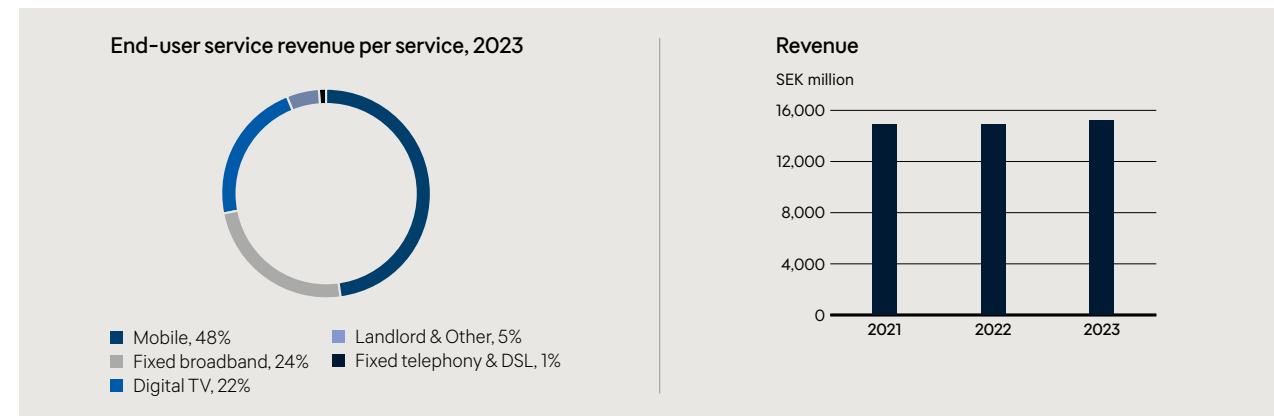 End-user service revenue per service, 2023
Mobile, 48%
Fixed broadband, 24%
Digital TV, 22%
Landlord & Other, 5%
Fixed telephony & DSL, 1%
Revenue
SEK million
16,000
12,000
8,000
4,000
0
2021 2022 2023